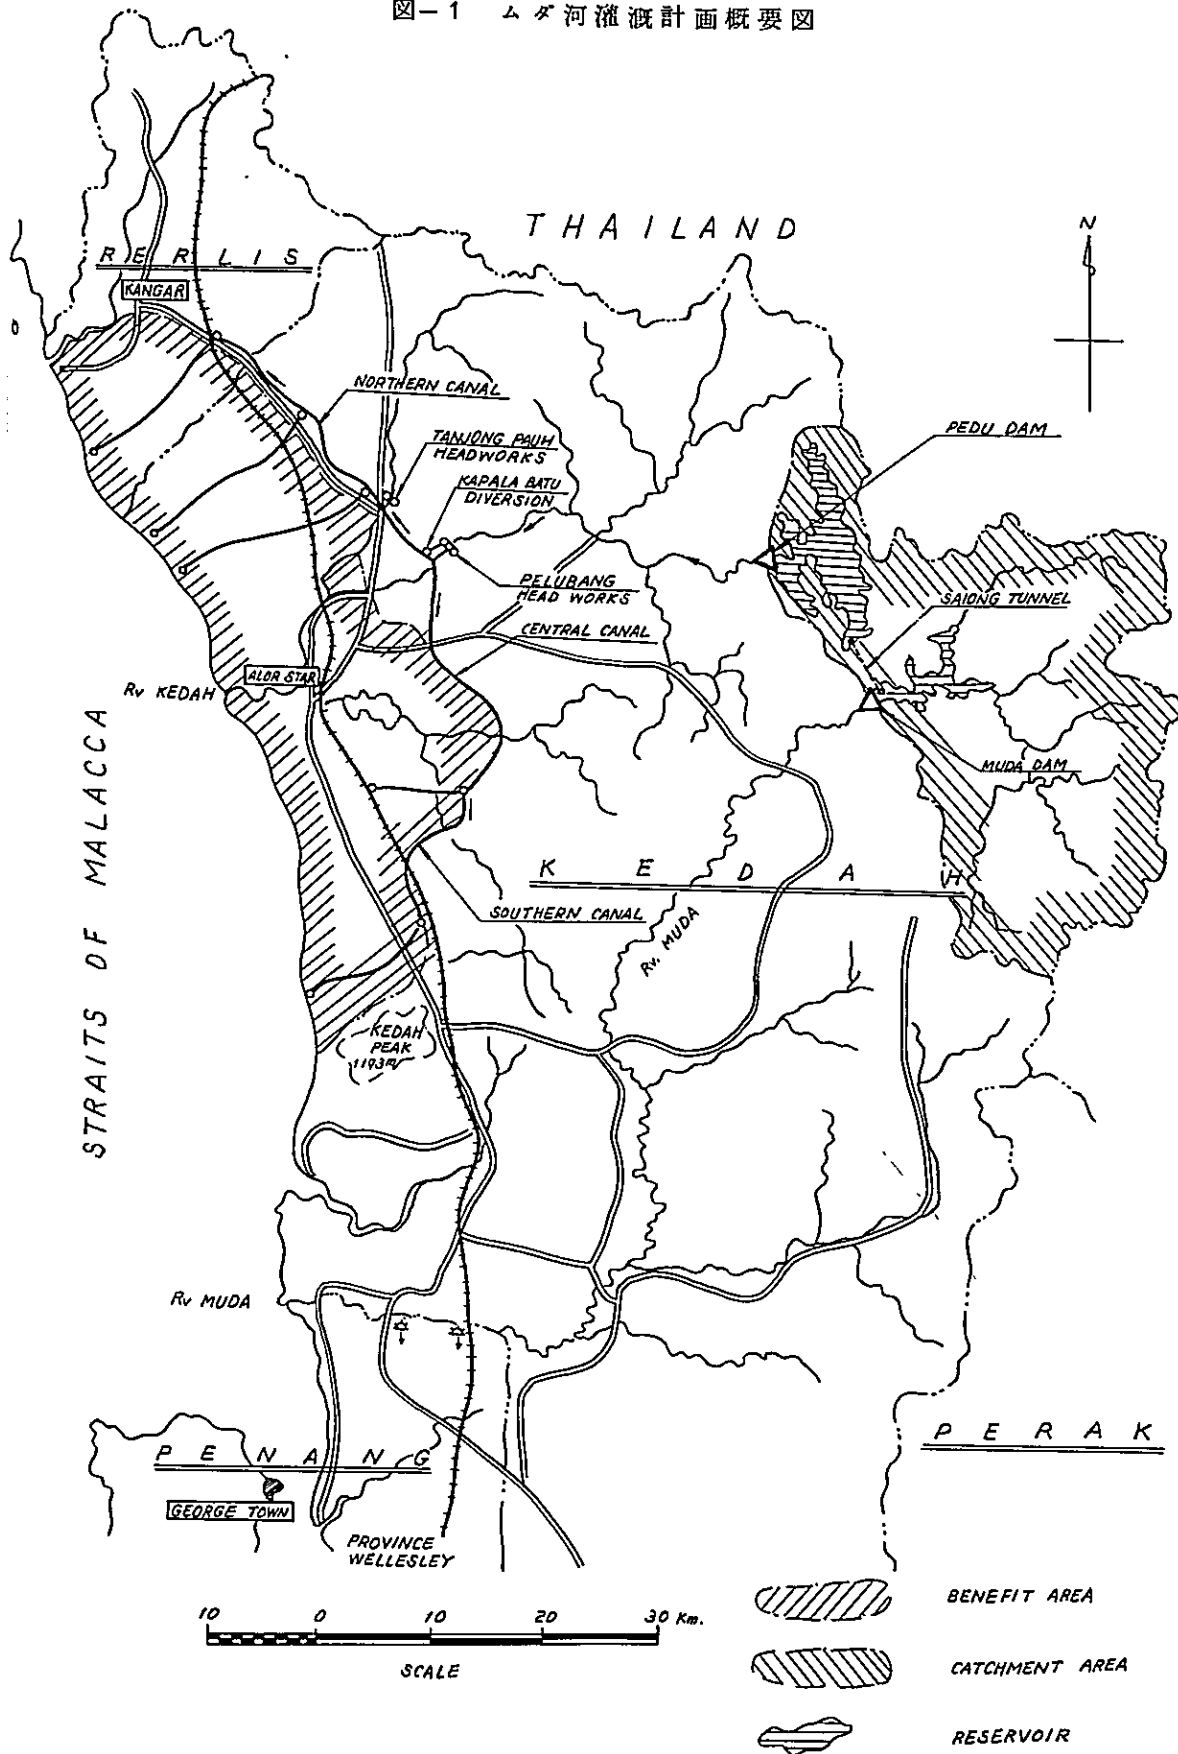 図－1　ムダ河灌漑計画概要図
THAILAND
N
RERLIS
KANGAR
NORTHERN CANAL
TANJONG PAUH
HEADWORKS
KAPALA BATU
DIVERSION
PEDU DAM
PELUBANG
HEAD WORKS
SAIONG TUNNEL
CENTRAL CANAL
ALOR STAR
Rv KEDAH
MUDA DAM
STRAITS OF MALACCA
KEDAH
SOUTHERN CANAL
Rv. MUDA
KEDAH
PEAK
1193m
Rv MUDA
PERAK
PENANG
GEORGE TOWN
PROVINCE
WELLESLEY
BENEFIT AREA
10 0 10 20 30 Km.
SCALE
CATCHMENT AREA
RESERVOIR